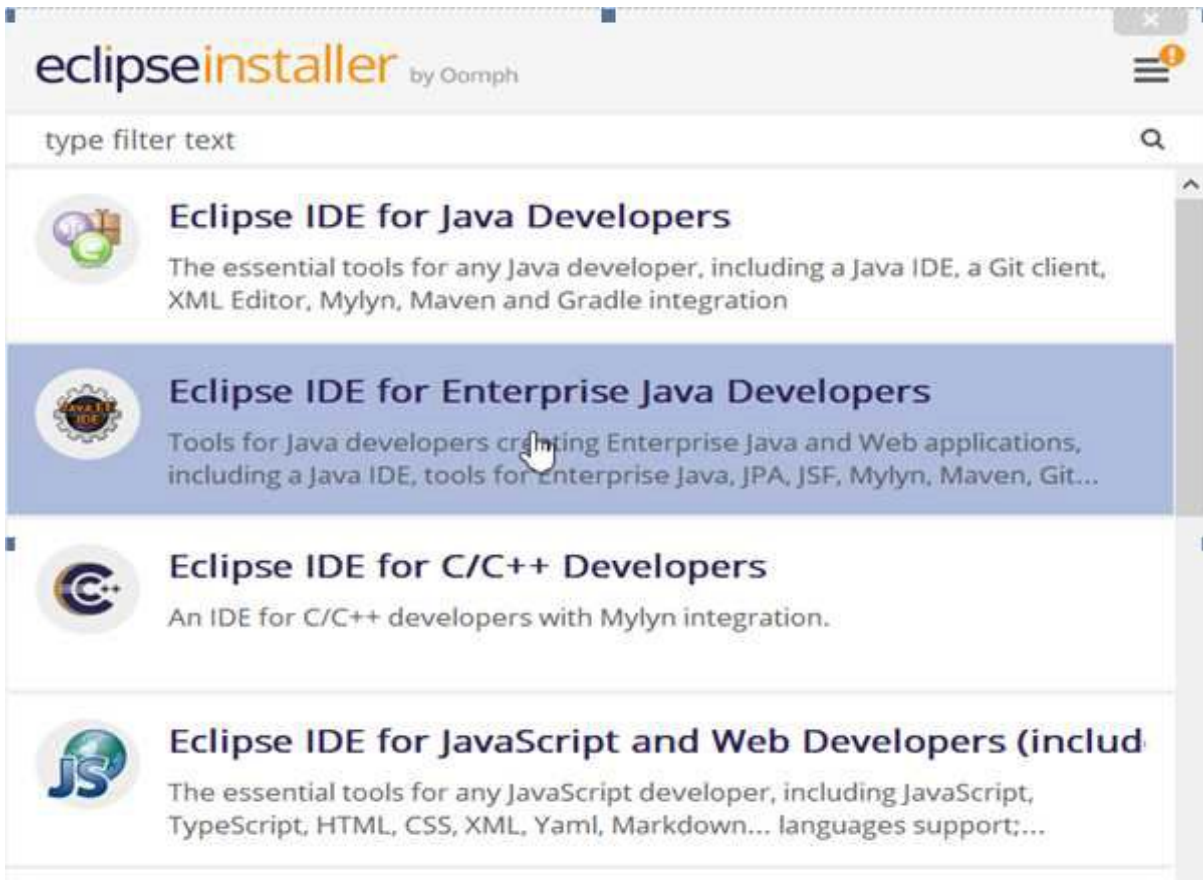 eclipseinstaller by Oomph
type filter text
Eclipse IDE for Java Developers
The essential tools for any Java developer, including a Java IDE, a Git client,
XML Editor, Mylyn, Maven and Gradle integration
Eclipse IDE for Enterprise Java Developers
Tools for Java developers creating Enterprise Java and Web applications,
including a Java IDE, tools for Enterprise Java, JPA, JSF, Mylyn, Maven, Git...
JAVA EE
IDE
Eclipse IDE for C/C++ Developers
C++
An IDE for C/C++ developers with Mylyn integration.
Eclipse IDE for JavaScript and Web Developers (includ
JS
The essential tools for any JavaScript developer, including JavaScript,
TypeScript, HTML, CSS, XML, Yaml, Markdown... languages support;...